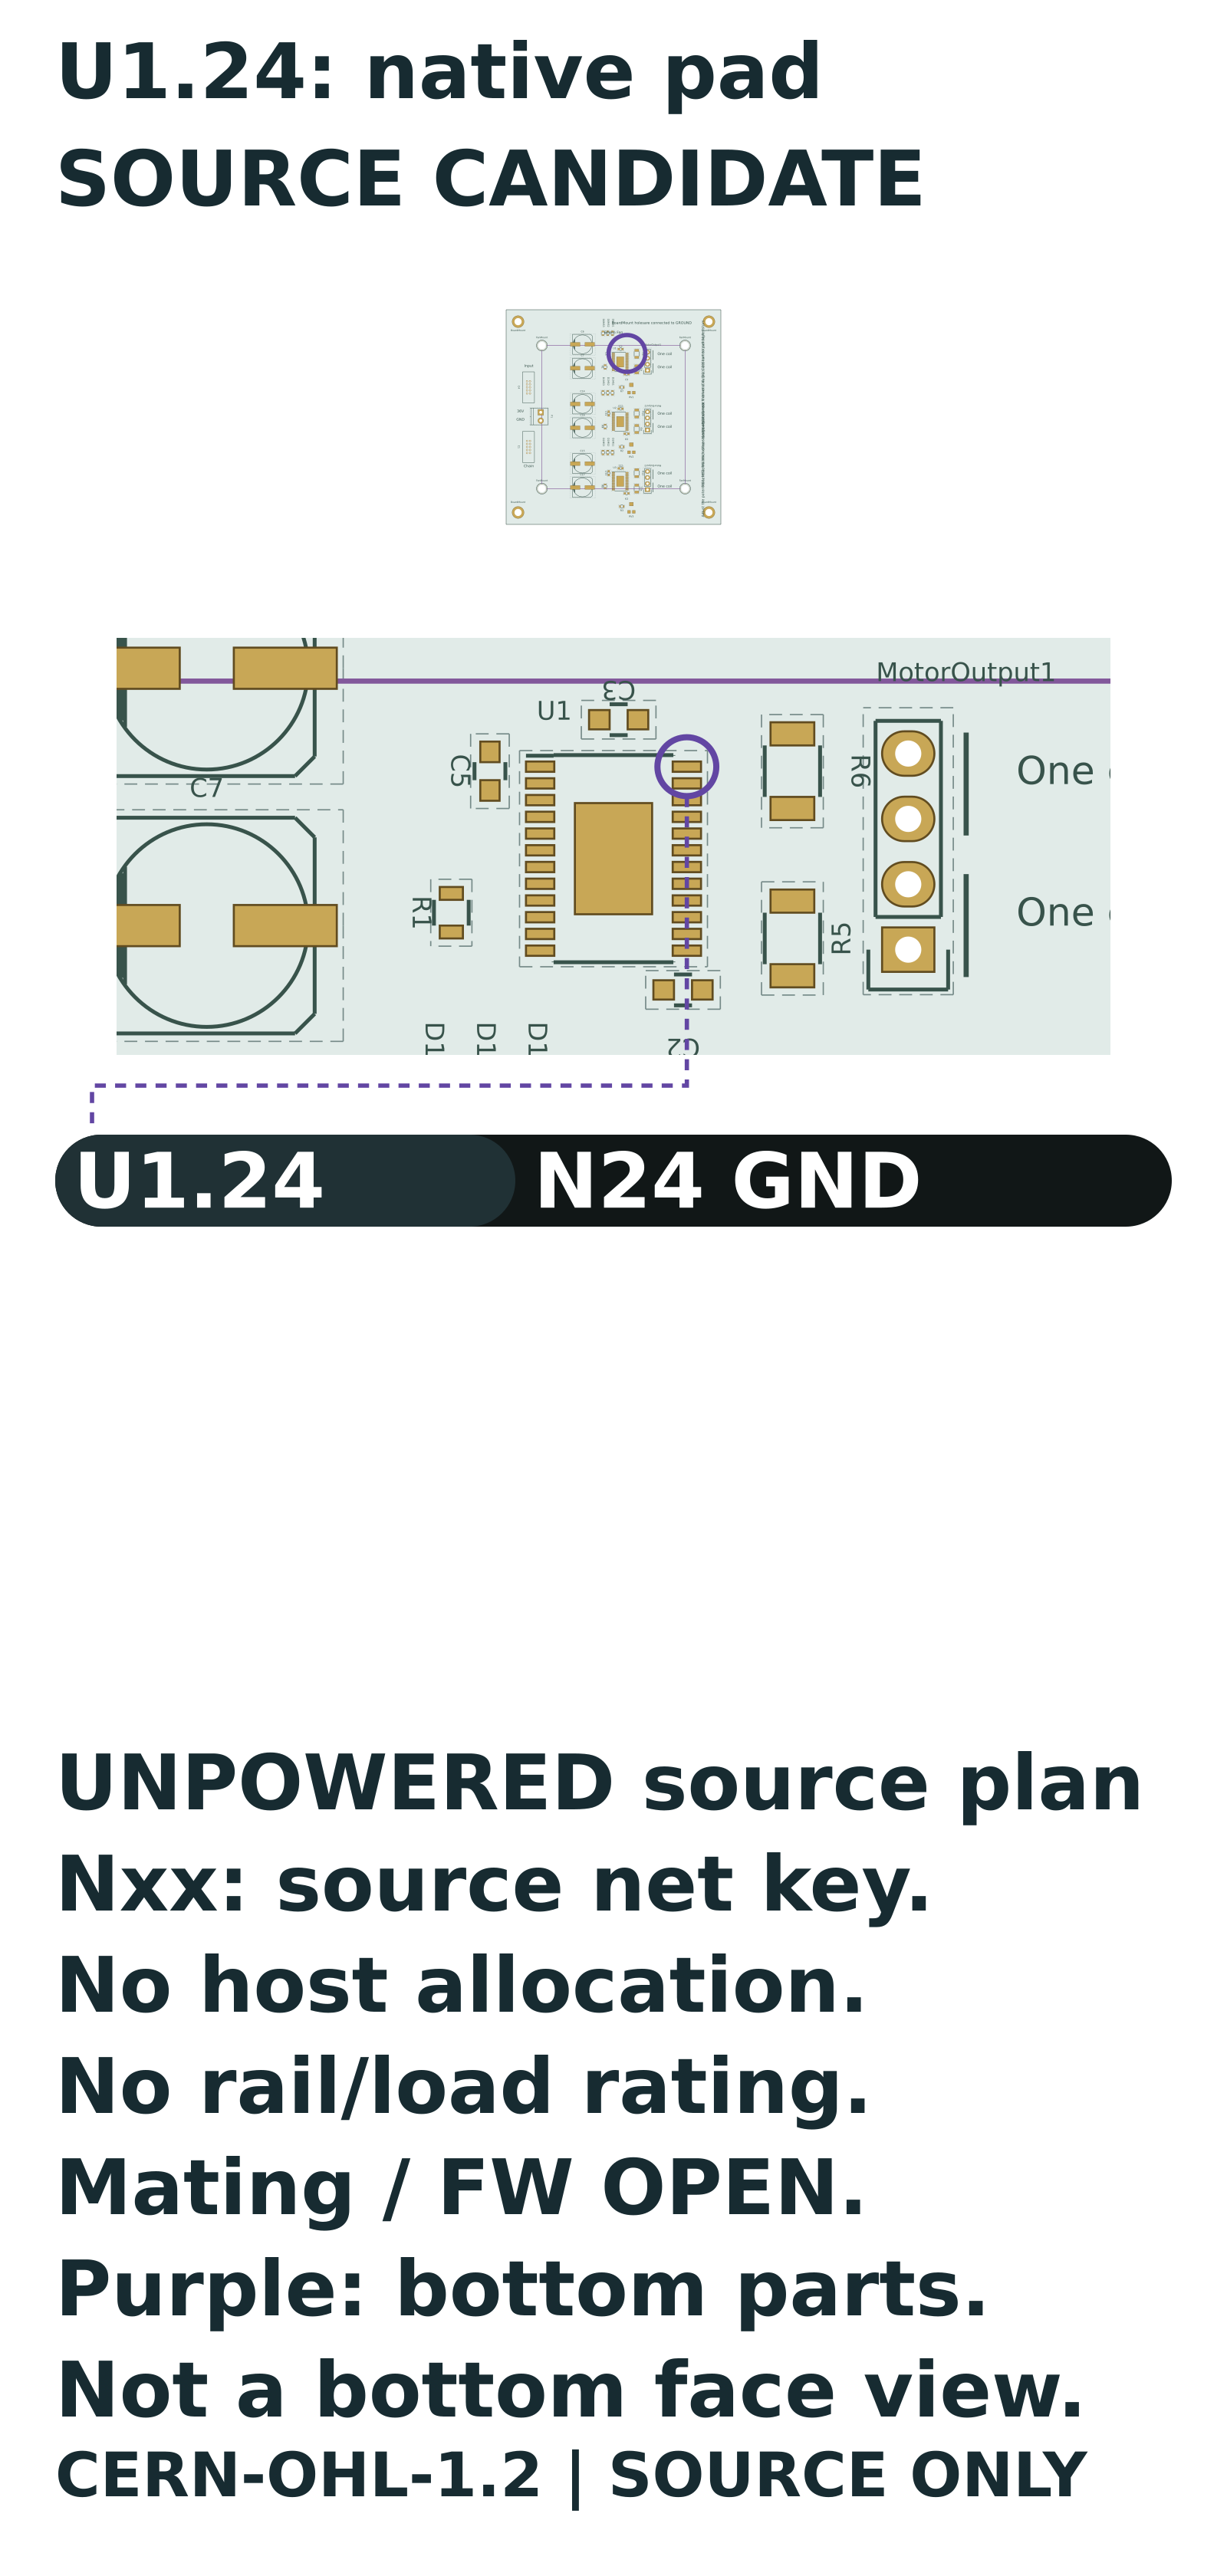 U1.24: native pad
SOURCE CANDIDATE
MotorOutput1
C3
U1
C5
R6
One
C7
R1
One
R5
D1
D1
D1
C2
U1.24
N24 GND
UNPOWERED source plan
Nxx: source net key.
No host allocation.
No rail/load rating.
Mating / FW OPEN.
Purple: bottom parts.
Not a bottom face view.
CERN-OHL-1.2 | SOURCE ONLY